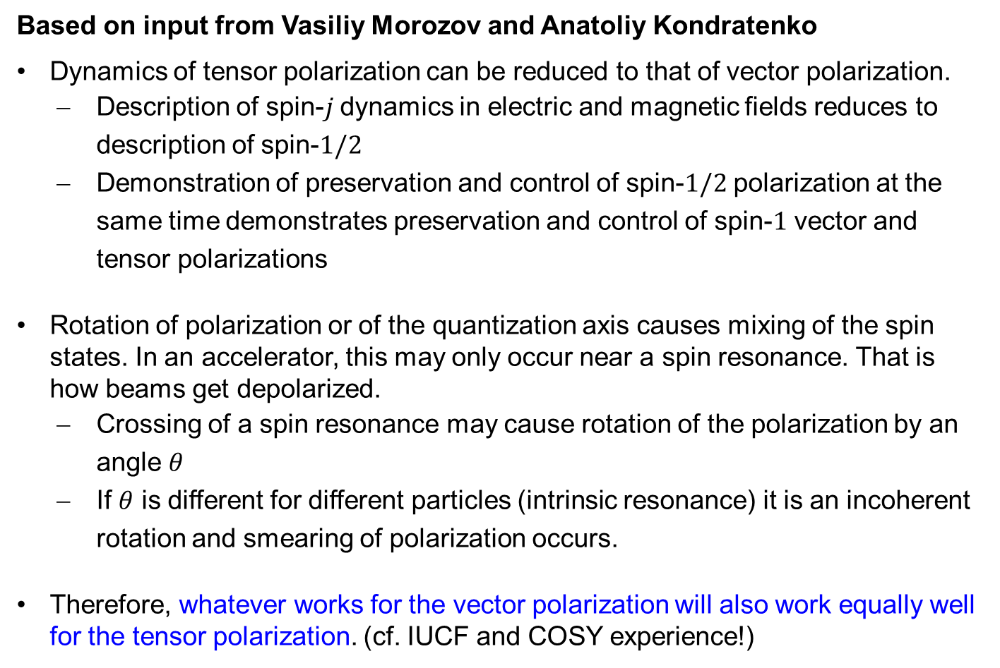 Based on input from Vasiliy Morozov and Anatoliy Kondratenko
• Dynamics of tensor polarization can be reduced to that of vector polarization.
– Description of spin-𝑗 dynamics in electric and magnetic fields reduces to
description of spin-1/2
– Demonstration of preservation and control of spin-1/2 polarization at the
same time demonstrates preservation and control of spin-1 vector and
tensor polarizations
• Rotation of polarization or of the quantization axis causes mixing of the spin
states. In an accelerator, this may only occur near a spin resonance. That is
how beams get depolarized.
– Crossing of a spin resonance may cause rotation of the polarization by an
angle 𝜃
– If 𝜃 is different for different particles (intrinsic resonance) it is an incoherent
rotation and smearing of polarization occurs.
• Therefore, whatever works for the vector polarization will also work equally well
for the tensor polarization. (cf. IUCF and COSY experience!)